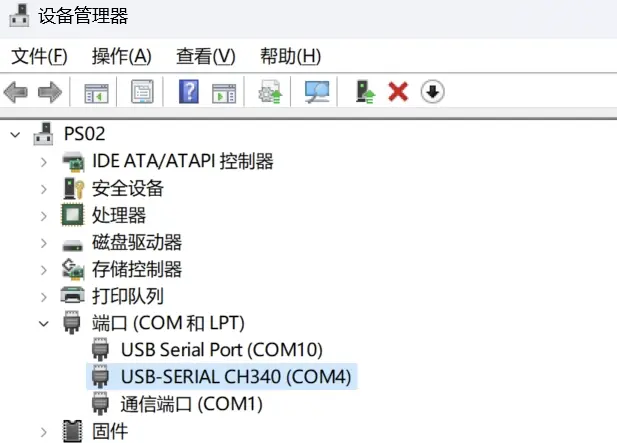 设备管理器
文件(F) 操作(A) 查看(V) 帮助(H)
PS02
IDE ATA/ATAPI 控制器
安全设备
处理器
磁盘驱动器
存储控制器
打印队列
端口 (COM 和 LPT)
USB Serial Port (COM10)
USB-SERIAL CH340 (COM4)
通信端口 (COM1)
固件